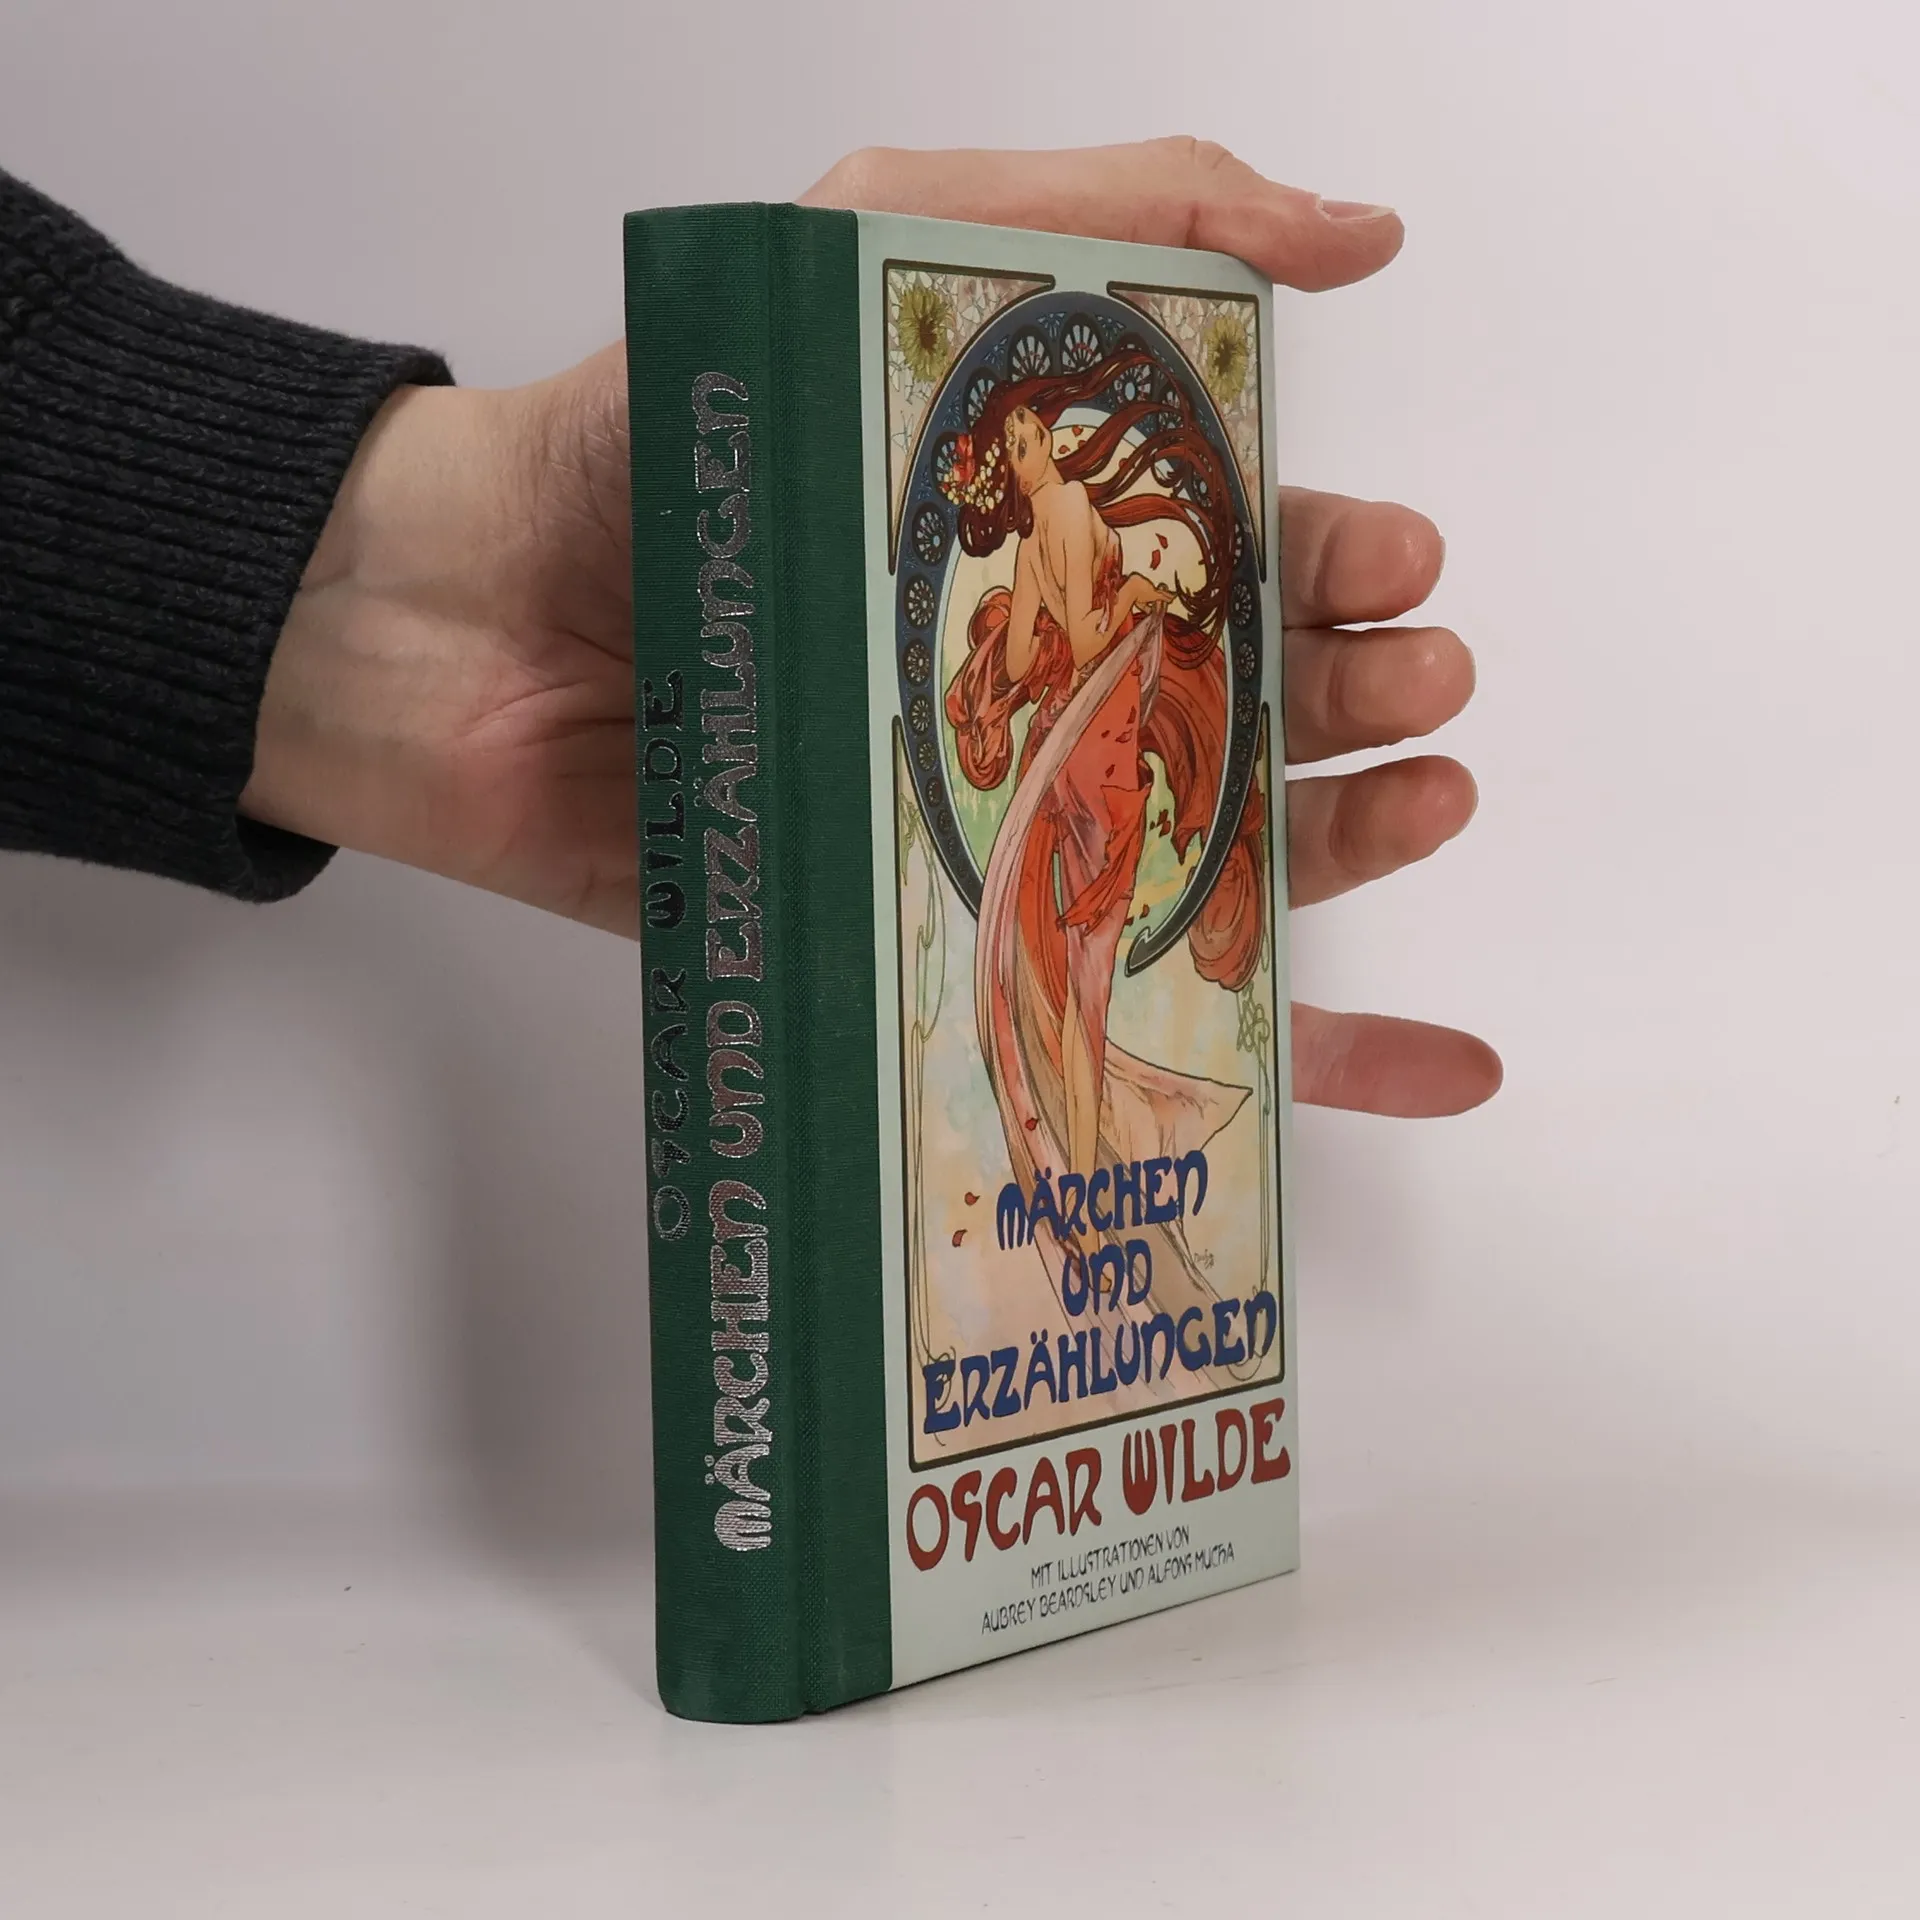 OSCAR WILDE
MÄRCHEN UND ERZÄHLUNGEN
MÄRCHEN
UND
ERZÄHLUNGEN
OSCAR WILDE
MIT ILLUSTRATIONEN VON
AUBREY BEARDSLEY UND ALFONS MUCHA